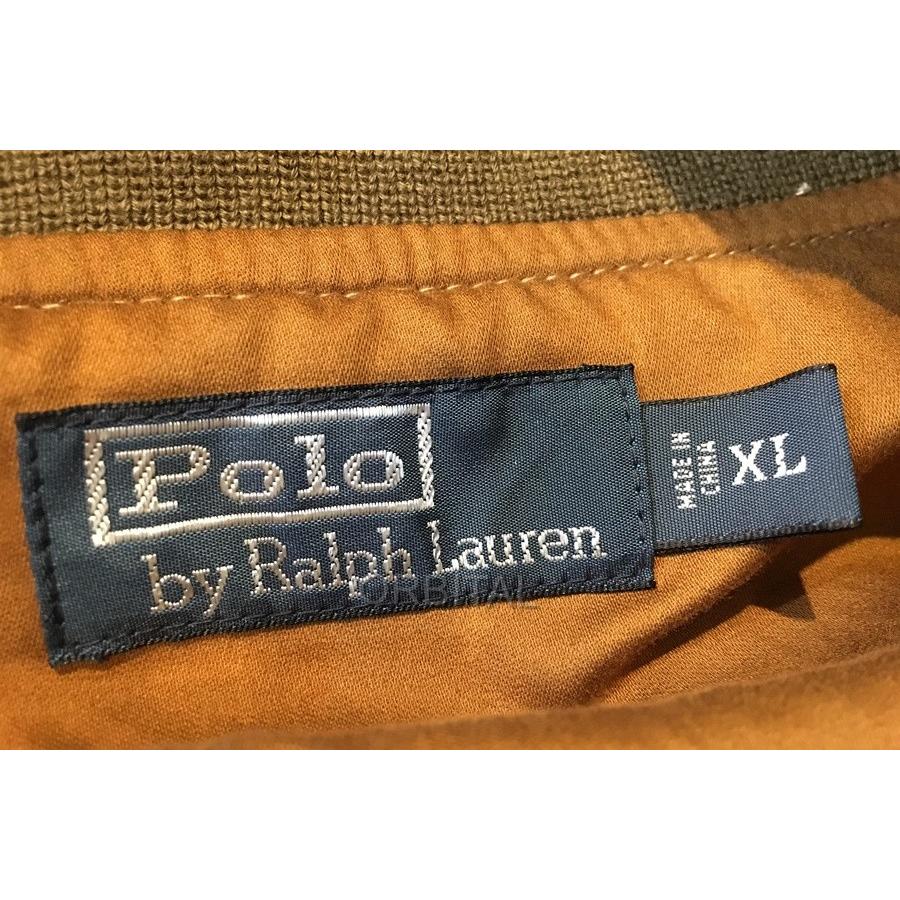 Polo
by Ralph Lauren
MADE IN
CHINA
XL
ORBITAL